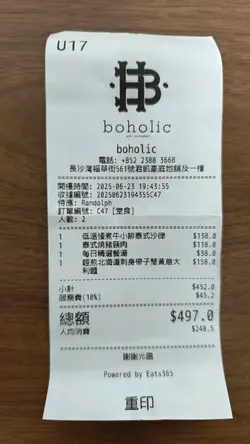 U17
HB
boholic
boholic
電話: +852 2388 3668
長沙灣福華街561號君凱豪庭地舖及一樓
開檯時間: 2025-06-23 19:43:55
收據編號: 20250623194355C47
侍應: Randolph
訂單編號: C47 [堂食]
人數: 2
1 低溫慢煮牛小排泰式沙律 $138.0
1 泰式燒豬頸肉 $118.0
1 每日精選餐湯 $38.0
1 輕煎北海道刺身帶子蟹黃意大利麵 $158.0
小計 $452.0
服務費(10%) $45.2
總額 $497.0
人均消費 $248.5
謝謝光臨
Powered by Eats365
重印